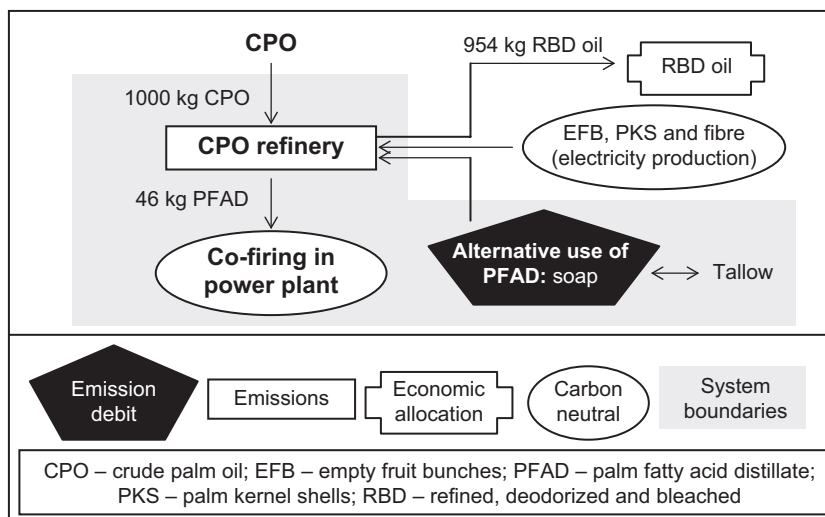 CPO
954 kg RBD oil
RBD oil
1000 kg CPO
CPO refinery
EFB, PKS and fibre
(electricity production)
46 kg PFAD
Co-firing in
power plant
Alternative use of
PFAD: soap
Tallow
Emission
debit
Emissions
Economic
allocation
Carbon
neutral
System
boundaries
CPO – crude palm oil; EFB – empty fruit bunches; PFAD – palm fatty acid distillate;
PKS – palm kernel shells; RBD – refined, deodorized and bleached